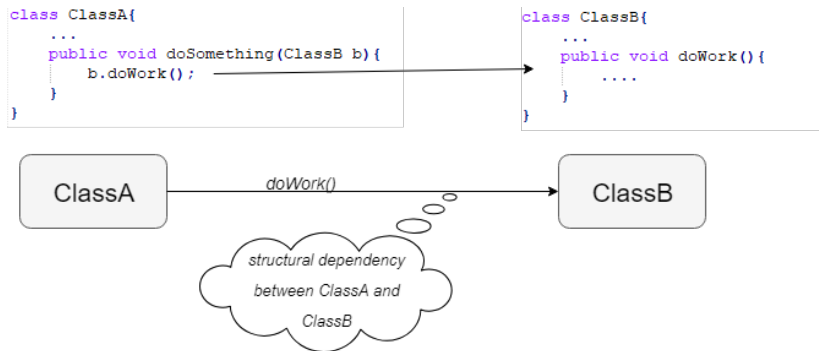 class ClassA{
...
public void doSomething(ClassB b){
b.doWork();
}
}
class ClassB{
...
public void doWork(){
....
}
}
ClassA
doWork()
ClassB
structural dependency
between ClassA and
ClassB